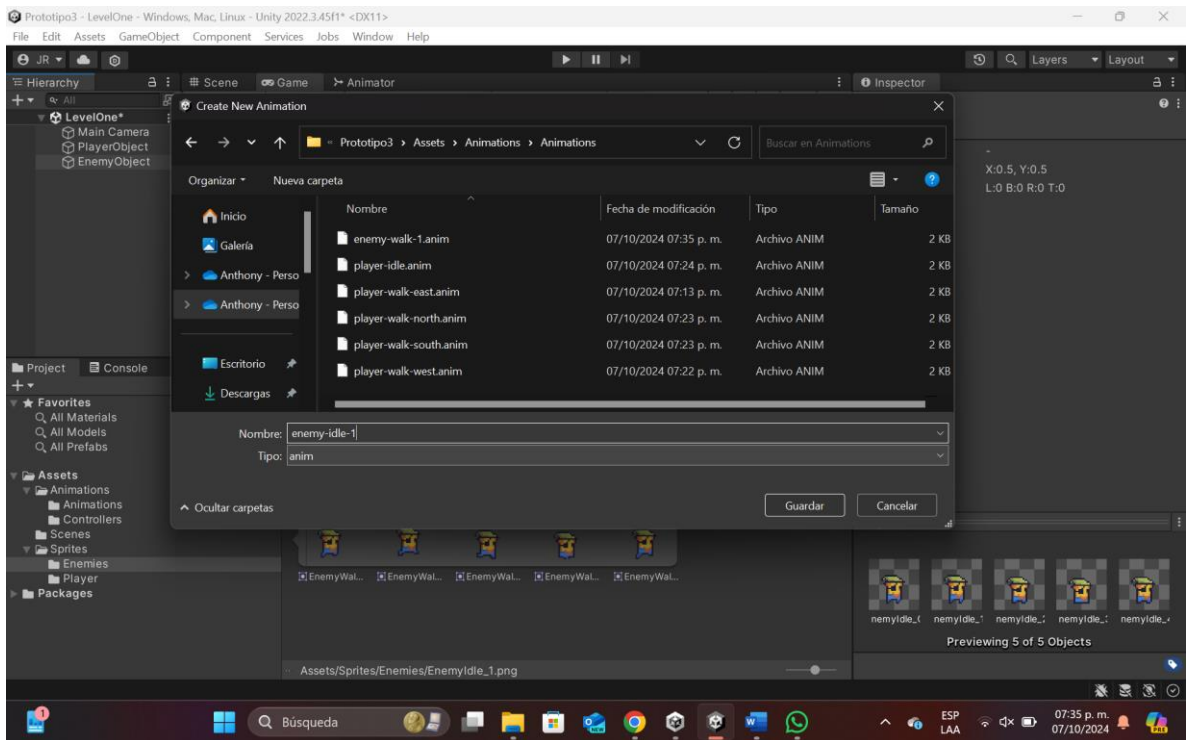 Prototipo3 - LevelOne - Windows, Mac, Linux - Unity 2022.3.45f1* <DX11>
File Edit Assets GameObject Component Services Jobs Window Help
JR Layers Layout
Hierarchy Scene Game Animator Inspector
All
LevelOne*
Main Camera
PlayerObject
EnemyObject
Create New Animation
« Prototipo3 > Assets > Animations > Animations Buscar en Animations
Organizar Nueva carpeta
Inicio
Galería
Anthony - Perso
Anthony - Perso
Escritorio
Descargas
Nombre Fecha de modificación Tipo Tamaño
enemy-walk-1.anim 07/10/2024 07:35 p. m. Archivo ANIM 2 KB
player-idle.anim 07/10/2024 07:24 p. m. Archivo ANIM 2 KB
player-walk-east.anim 07/10/2024 07:13 p. m. Archivo ANIM 2 KB
player-walk-north.anim 07/10/2024 07:23 p. m. Archivo ANIM 2 KB
player-walk-south.anim 07/10/2024 07:23 p. m. Archivo ANIM 2 KB
player-walk-west.anim 07/10/2024 07:22 p. m. Archivo ANIM 2 KB
Nombre: enemy-idle-1
Tipo: anim
Ocultar carpetas Guardar Cancelar
-
X:0.5, Y:0.5
L:0 B:0 R:0 T:0
Project Console
Favorites
All Materials
All Models
All Prefabs
Assets
Animations
Animations
Controllers
Scenes
Sprites
Enemies
Player
Packages
EnemyWal... EnemyWal... EnemyWal... EnemyWal... EnemyWal...
Assets/Sprites/Enemies/EnemyIdle_1.png
Previewing 5 of 5 Objects
Búsqueda
ESP
LAA
07:35 p. m.
07/10/2024